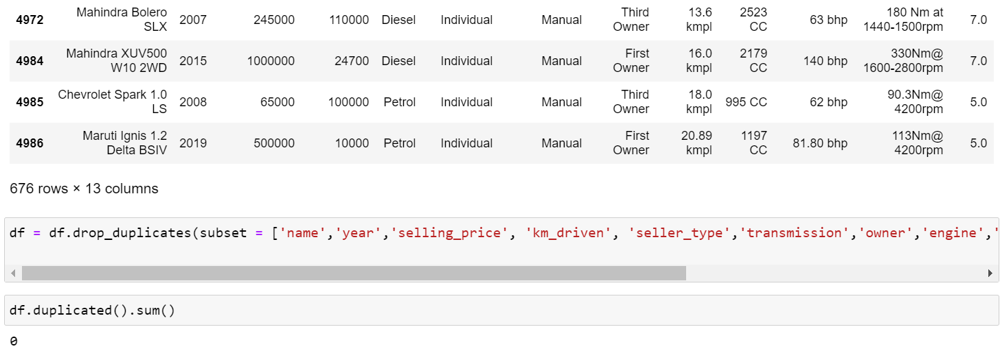 4972 Mahindra Bolero SLX 2007 245000 110000 Diesel Individual Manual Third Owner 13.6 kmpl 2523 CC 63 bhp 180 Nm at 1440-1500rpm 7.0
4984 Mahindra XUV500 W10 2WD 2015 1000000 24700 Diesel Individual Manual First Owner 16.0 kmpl 2179 CC 140 bhp 330Nm@ 1600-2800rpm 7.0
4985 Chevrolet Spark 1.0 LS 2008 65000 100000 Petrol Individual Manual Third Owner 18.0 kmpl 995 CC 62 bhp 90.3Nm@ 4200rpm 5.0
4986 Maruti Ignis 1.2 Delta BSIV 2019 500000 10000 Petrol Individual Manual First Owner 20.89 kmpl 1197 CC 81.80 bhp 113Nm@ 4200rpm 5.0
676 rows × 13 columns
df = df.drop_duplicates(subset = ['name','year','selling_price', 'km_driven', 'seller_type','transmission','owner','engine','
df.duplicated().sum()
0